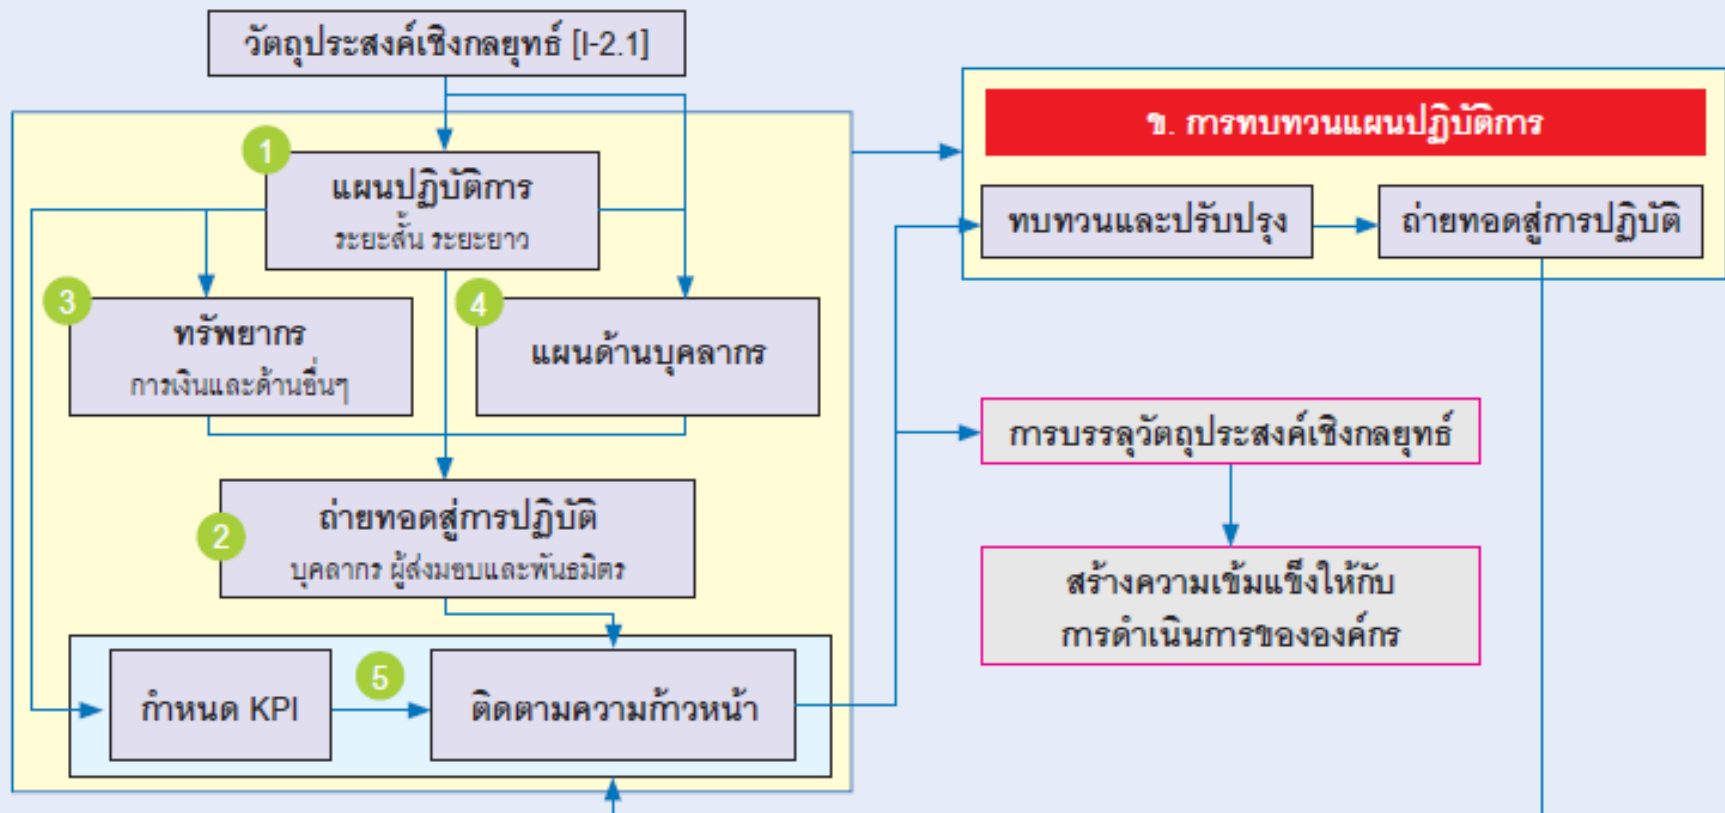 วัตถุประสงค์เชิงกลยุทธ์ [I-2.1]
1
แผนปฏิบัติการ
ระยะสั้น ระยะยาว
3
ทรัพยากร
การเงินและด้านอื่นๆ
4
แผนด้านบุคลากร
2
ถ่ายทอดสู่การปฏิบัติ
บุคลากร ผู้ส่งมอบและพันธมิตร
กำหนด KPI
5
ติดตามความก้าวหน้า
ข. การทบทวนแผนปฏิบัติการ
ทบทวนและปรับปรุง
ถ่ายทอดสู่การปฏิบัติ
การบรรลุวัตถุประสงค์เชิงกลยุทธ์
สร้างความเข้มแข็งให้กับ
การดำเนินการขององค์กร